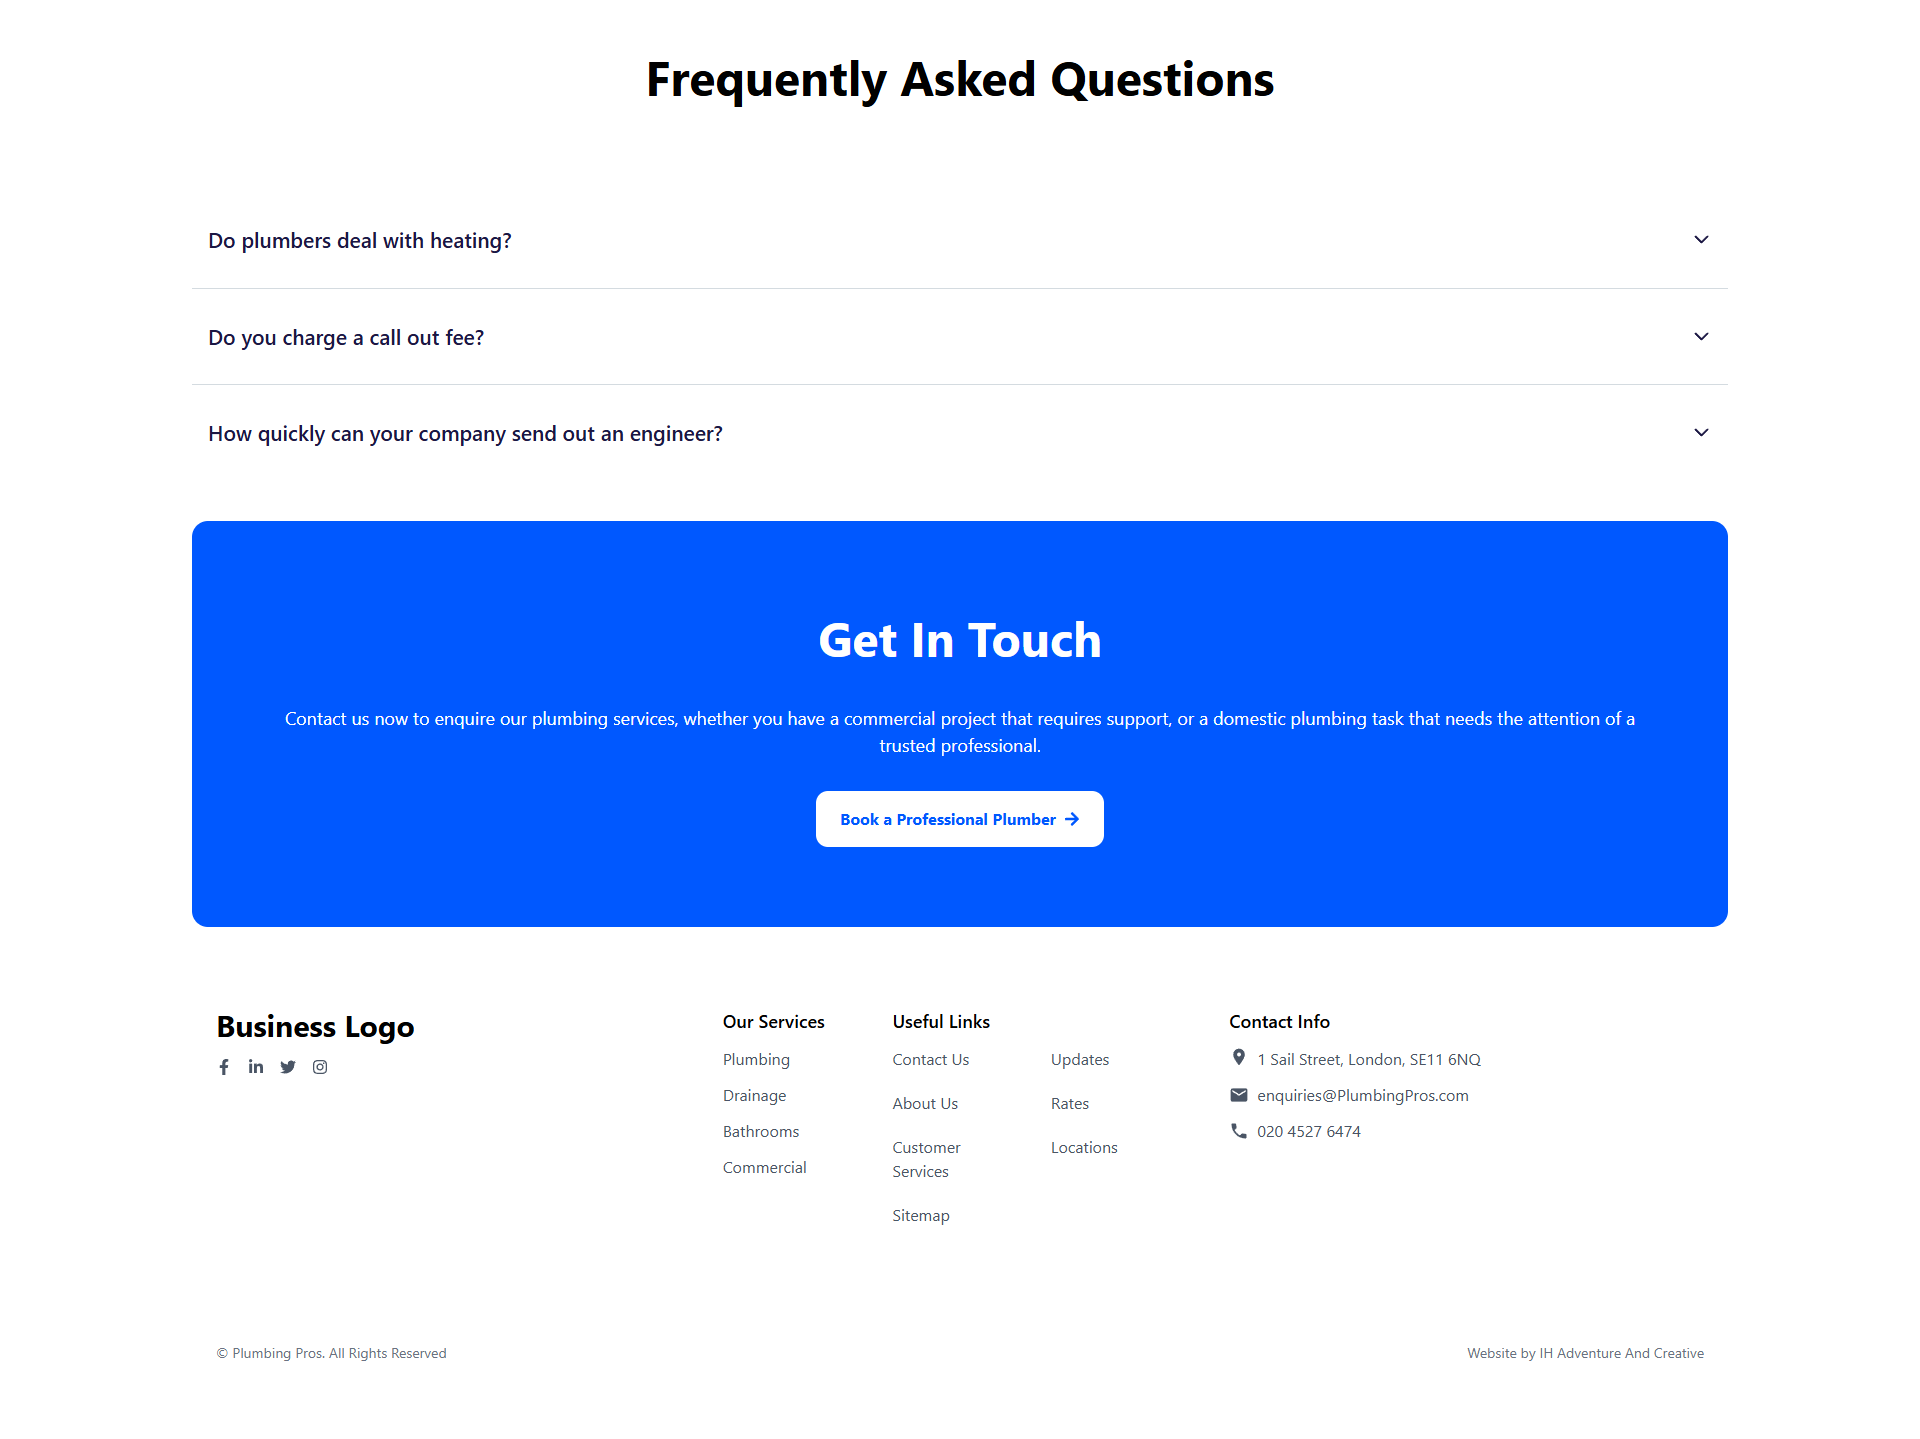 Frequently Asked Questions
Do plumbers deal with heating?
Do you charge a call out fee?
How quickly can your company send out an engineer?
Get In Touch
Contact us now to enquire our plumbing services, whether you have a commercial project that requires support, or a domestic plumbing task that needs the attention of a
trusted professional.
Book a Professional Plumber
Business Logo
Our Services
Plumbing
Drainage
Bathrooms
Commercial
Useful Links
Contact Us
About Us
Customer
Services
Sitemap
Updates
Rates
Locations
Contact Info
1 Sail Street, London, SE11 6NQ
enquiries@PlumbingPros.com
020 4527 6474
© Plumbing Pros. All Rights Reserved
Website by IH Adventure And Creative